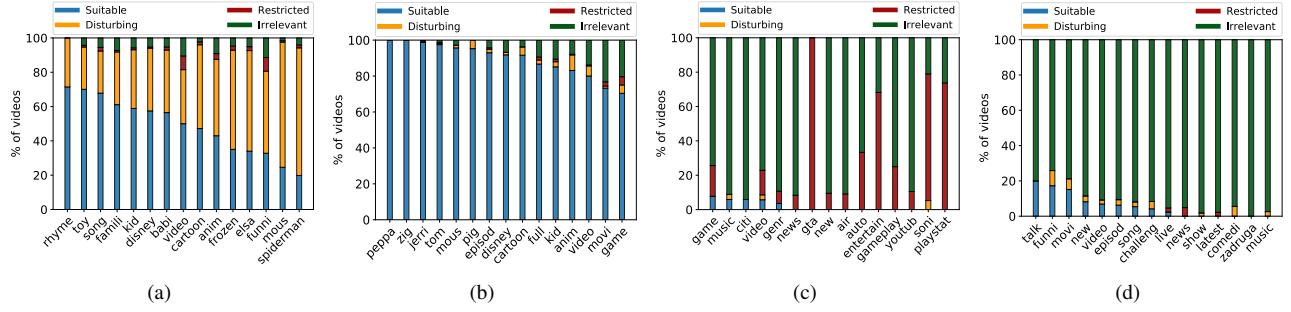 Suitable Restricted
Disturbing Irrelevant
% of videos
100
80
60
40
20
0
rhyme toy song famili kid disney babi video cartoon anim frozen elsa funni mous spiderman
(a)
Suitable Restricted
Disturbing Irrelevant
% of videos
100
80
60
40
20
0
peppa zig jerri tom mous pig episod disney cartoon full kid anim video movi game
(b)
Suitable Restricted
Disturbing Irrelevant
% of videos
100
80
60
40
20
0
game music citi video genr news gta new air auto entertain gameplay youtub soni playstat
(c)
Suitable Restricted
Disturbing Irrelevant
% of videos
100
80
60
40
20
0
talk funni movi new video episod song challeng live news show latest comedi zadruga music
(d)